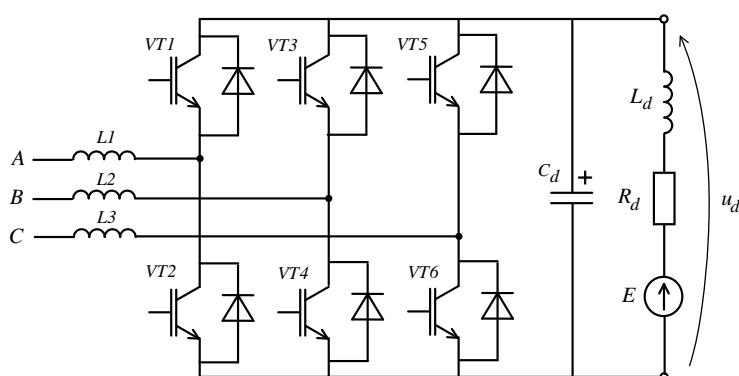 VT1
VT3
VT5
A
L1
B
L2
C
L3
VT2
VT4
VT6
C_d
+
L_d
R_d
E
u_d